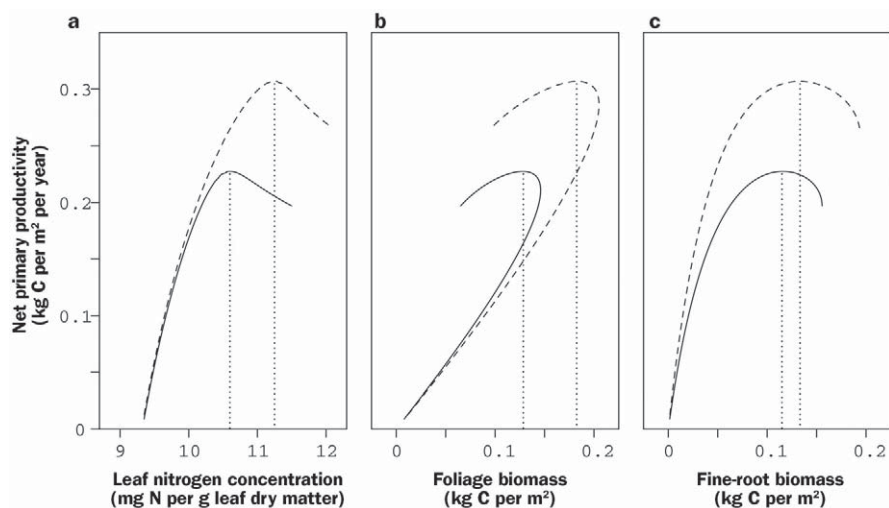 a
b
c
Net primary productivity
(kg C per m² per year)
0.3
0.2
0.1
0
9 10 11 12
0 0.1 0.2
0 0.1 0.2
Leaf nitrogen concentration
(mg N per g leaf dry matter)
Foliage biomass
(kg C per m²)
Fine-root biomass
(kg C per m²)